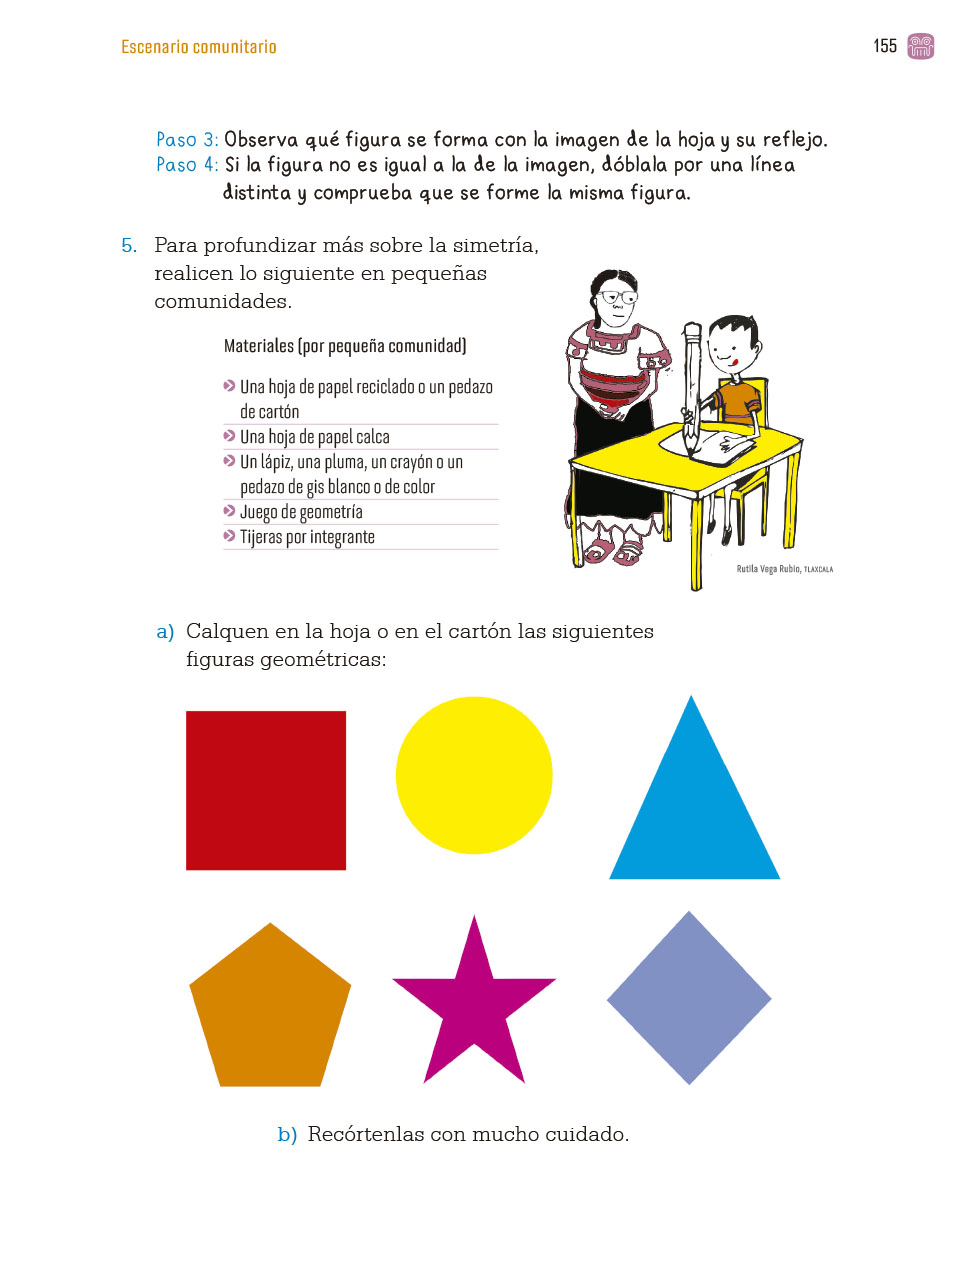 Escenario comunitario
155
Paso 3: Observa qué figura se forma con la imagen de la hoja y su reflejo.
Paso 4: Si la figura no es igual a la de la imagen, dóblala por una línea
distinta y comprueba que se forme la misma figura.
5. Para profundizar más sobre la simetría,
realicen lo siguiente en pequeñas
comunidades.
Materiales (por pequeña comunidad)
Una hoja de papel reciclado o un pedazo
de cartón
Una hoja de papel calca
Un lápiz, una pluma, un crayón o un
pedazo de gis blanco o de color
Juego de geometría
Tijeras por integrante
Rutila Vega Rubio, TLAXCALA
a) Calquen en la hoja o en el cartón las siguientes
figuras geométricas:
b) Recórtenlas con mucho cuidado.